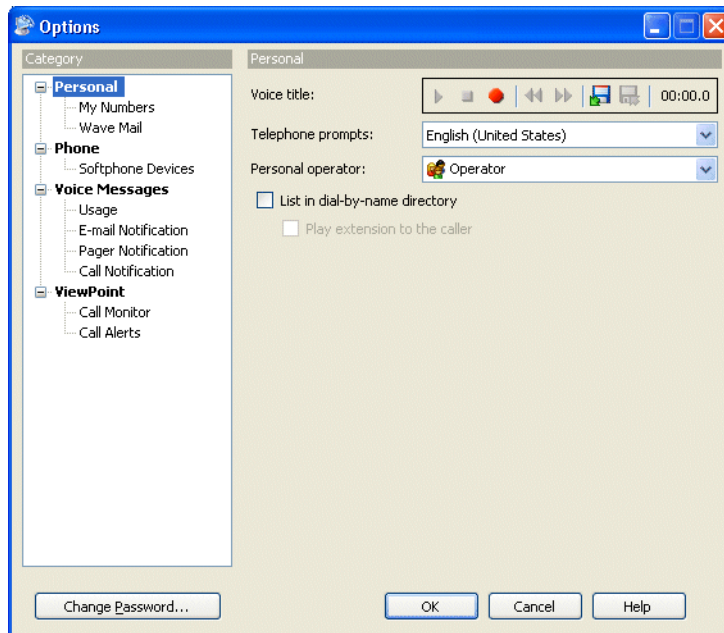 Options
Category
Personal
My Numbers
Wave Mail
Phone
Softphone Devices
Voice Messages
Usage
E-mail Notification
Pager Notification
Call Notification
ViewPoint
Call Monitor
Call Alerts
Personal
Voice title:
00:00.0
Telephone prompts:
English (United States)
Personal operator:
Operator
List in dial-by-name directory
Play extension to the caller
Change Password...
OK
Cancel
Help